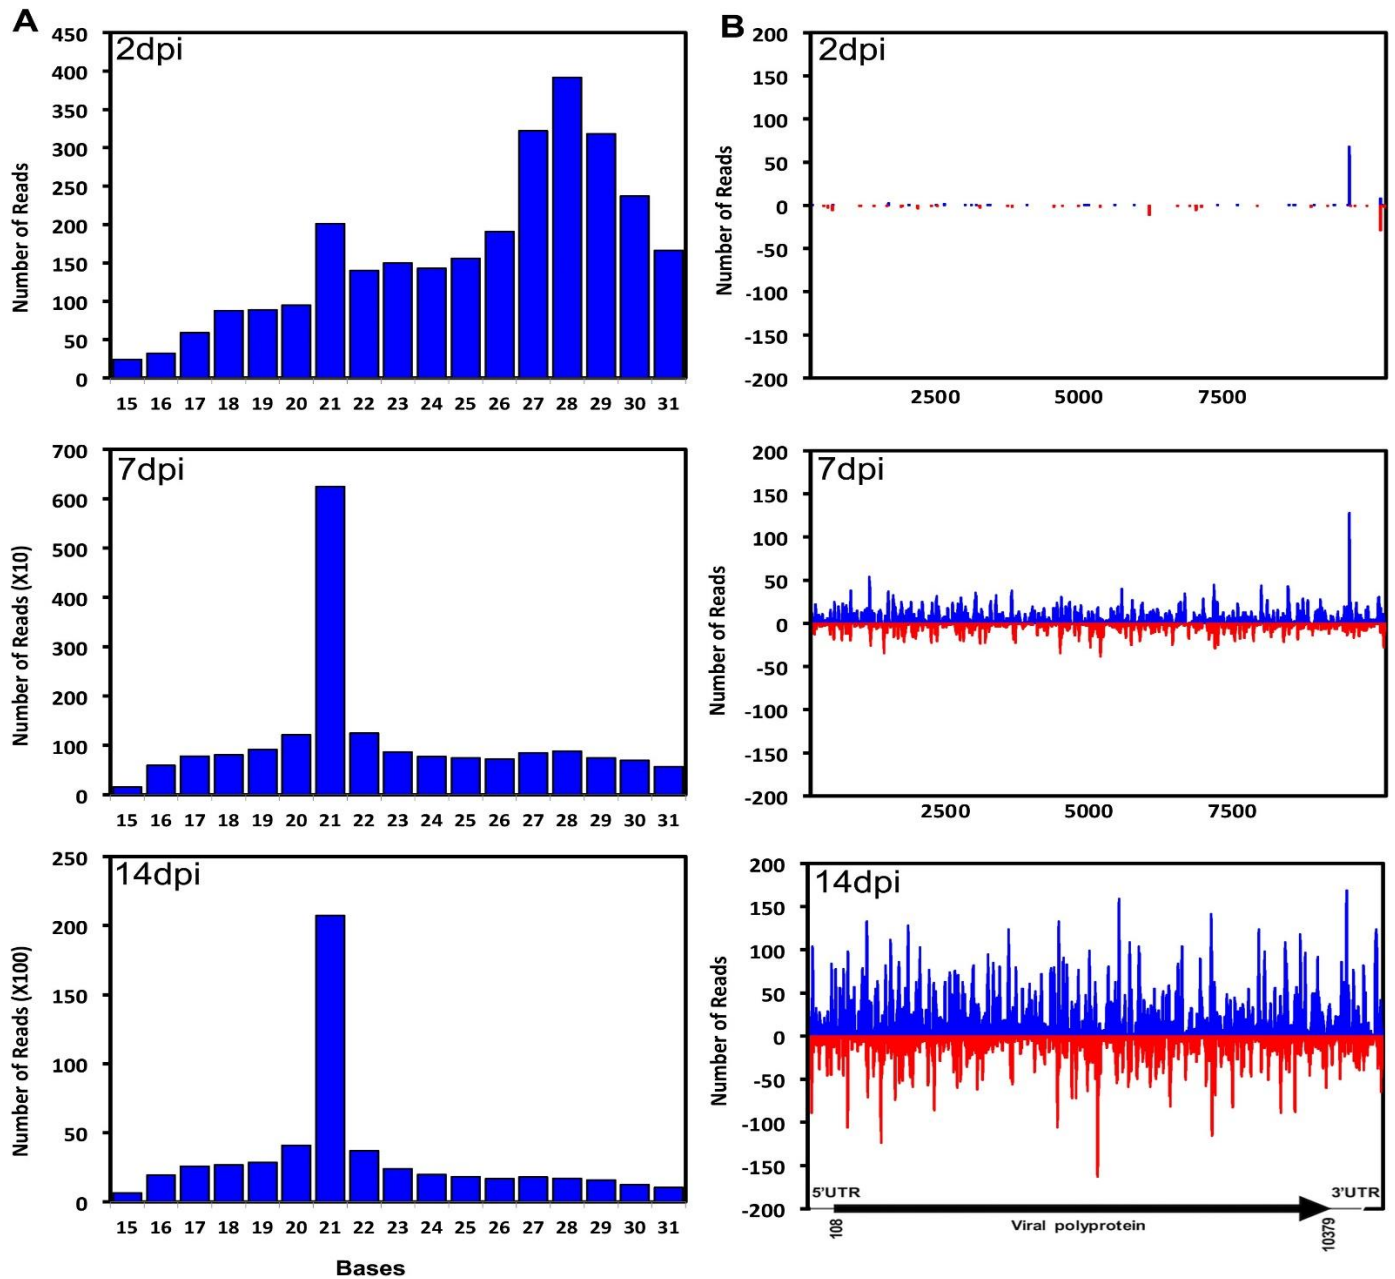 A
2dpi
Number of Reads
450
400
350
300
250
200
150
100
50
0
15 16 17 18 19 20 21 22 23 24 25 26 27 28 29 30 31
7dpi
Number of Reads (X10)
700
600
500
400
300
200
100
0
15 16 17 18 19 20 21 22 23 24 25 26 27 28 29 30 31
14dpi
Number of Reads (X100)
250
200
150
100
50
0
15 16 17 18 19 20 21 22 23 24 25 26 27 28 29 30 31
Bases
B
2dpi
Number of Reads
200
150
100
50
0
-50
-100
-150
-200
2500 5000 7500
7dpi
Number of Reads
200
150
100
50
0
-50
-100
-150
-200
2500 5000 7500
14dpi
Number of Reads
200
150
100
50
0
-50
-100
-150
-200
5'UTR 3'UTR
108 Viral polyprotein 10379